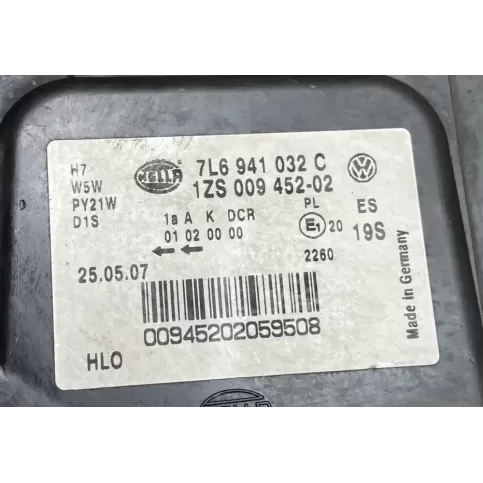 H7
W5W
PY21W
D1S
HELLA
7L6 941 032 C
1ZS 009 452-02
1a A K DCR
01 02 00 00
PL
E1 20
2260
ES
19S
Made in Germany
25.05.07
00945202059508
HLO
HELLA